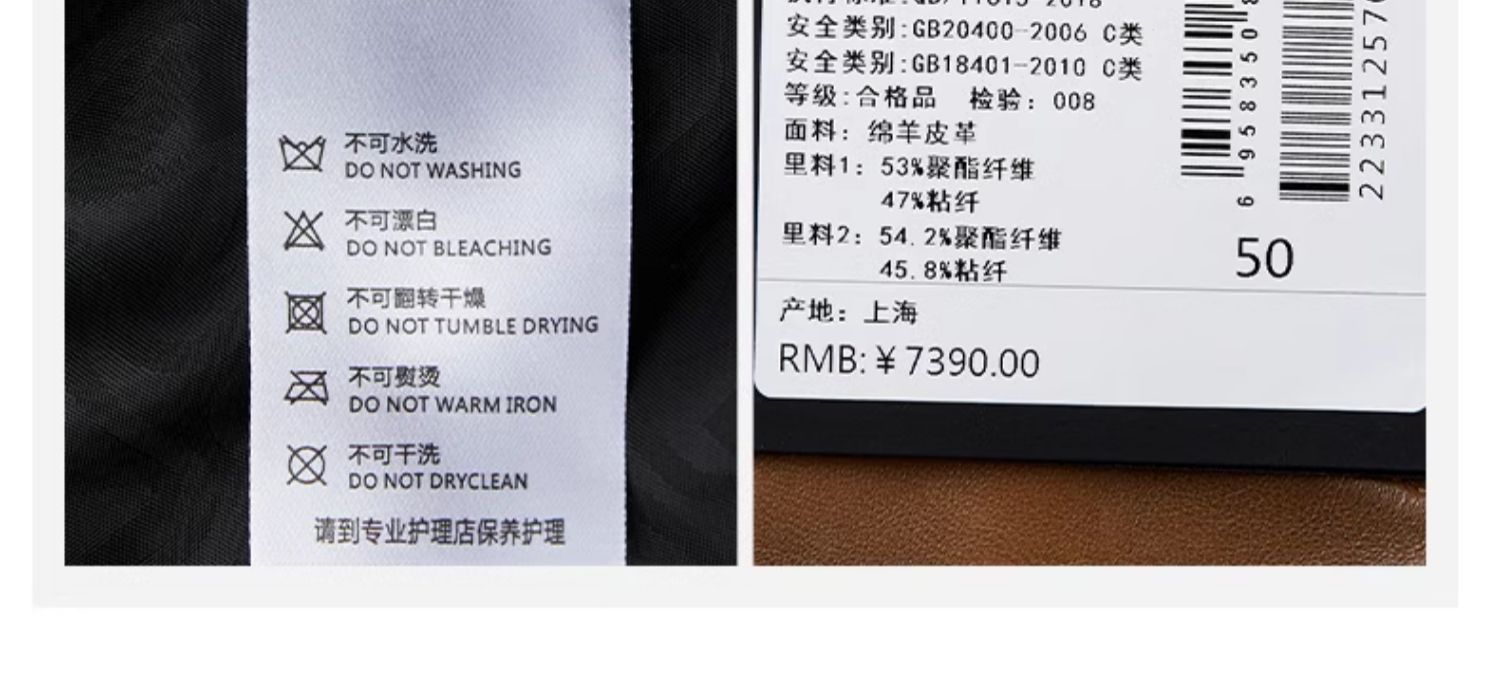 不可水洗
DO NOT WASHING
不可漂白
DO NOT BLEACHING
不可翻转干燥
DO NOT TUMBLE DRYING
不可熨烫
DO NOT WARM IRON
不可干洗
DO NOT DRYCLEAN
请到专业护理店保养护理
安全类别:GB20400-2006 C类
安全类别:GB18401-2010 C类
等级:合格品 检验: 008
面料: 绵羊皮革
里料1: 53%聚酯纤维
47%粘纤
里料2: 54.2%聚酯纤维
45.8%粘纤
产地: 上海
RMB:¥7390.00
6 958350
22331257
50